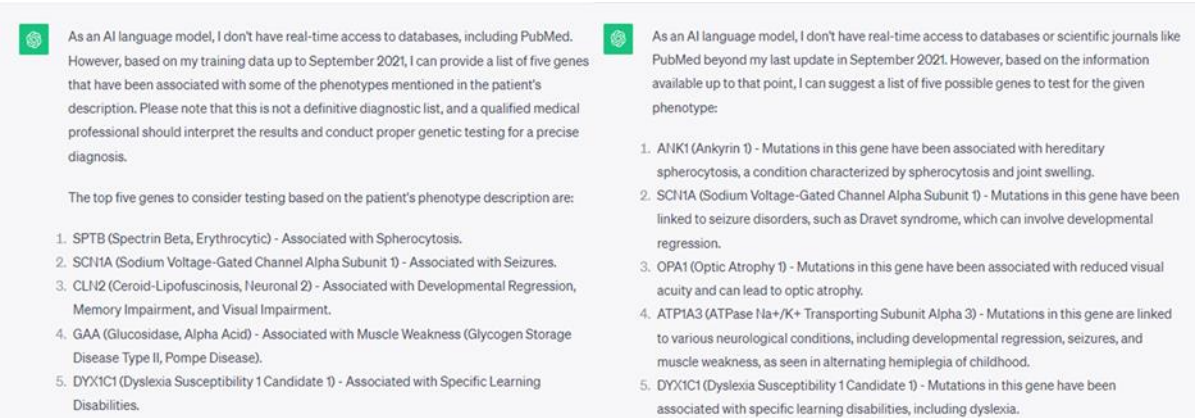 As an AI language model, I don't have real-time access to databases, including PubMed.
However, based on my training data up to September 2021, I can provide a list of five genes
that have been associated with some of the phenotypes mentioned in the patient's
description. Please note that this is not a definitive diagnostic list, and a qualified medical
professional should interpret the results and conduct proper genetic testing for a precise
diagnosis.
The top five genes to consider testing based on the patient's phenotype description are:
1. SPTB (Spectrin Beta, Erythrocytic) - Associated with Spherocytosis.
2. SCN1A (Sodium Voltage-Gated Channel Alpha Subunit 1) - Associated with Seizures.
3. CLN2 (Ceroid-Lipofuscinosis, Neuronal 2) - Associated with Developmental Regression,
Memory Impairment, and Visual Impairment.
4. GAA (Glucosidase, Alpha Acid) - Associated with Muscle Weakness (Glycogen Storage
Disease Type II, Pompe Disease).
5. DYX1C1 (Dyslexia Susceptibility 1 Candidate 1) - Associated with Specific Learning
Disabilities.
As an AI language model, I don't have real-time access to databases or scientific journals like
PubMed beyond my last update in September 2021. However, based on the information
available up to that point, I can suggest a list of five possible genes to test for the given
phenotype:
1. ANK1 (Ankyrin 1) - Mutations in this gene have been associated with hereditary
spherocytosis, a condition characterized by spherocytosis and joint swelling.
2. SCN1A (Sodium Voltage-Gated Channel Alpha Subunit 1) - Mutations in this gene have been
linked to seizure disorders, such as Dravet syndrome, which can involve developmental
regression.
3. OPA1 (Optic Atrophy 1) - Mutations in this gene have been associated with reduced visual
acuity and can lead to optic atrophy.
4. ATP1A3 (ATPase Na+/K+ Transporting Subunit Alpha 3) - Mutations in this gene are linked
to various neurological conditions, including developmental regression, seizures, and
muscle weakness, as seen in alternating hemiplegia of childhood.
5. DYX1C1 (Dyslexia Susceptibility 1 Candidate 1) - Mutations in this gene have been
associated with specific learning disabilities, including dyslexia.